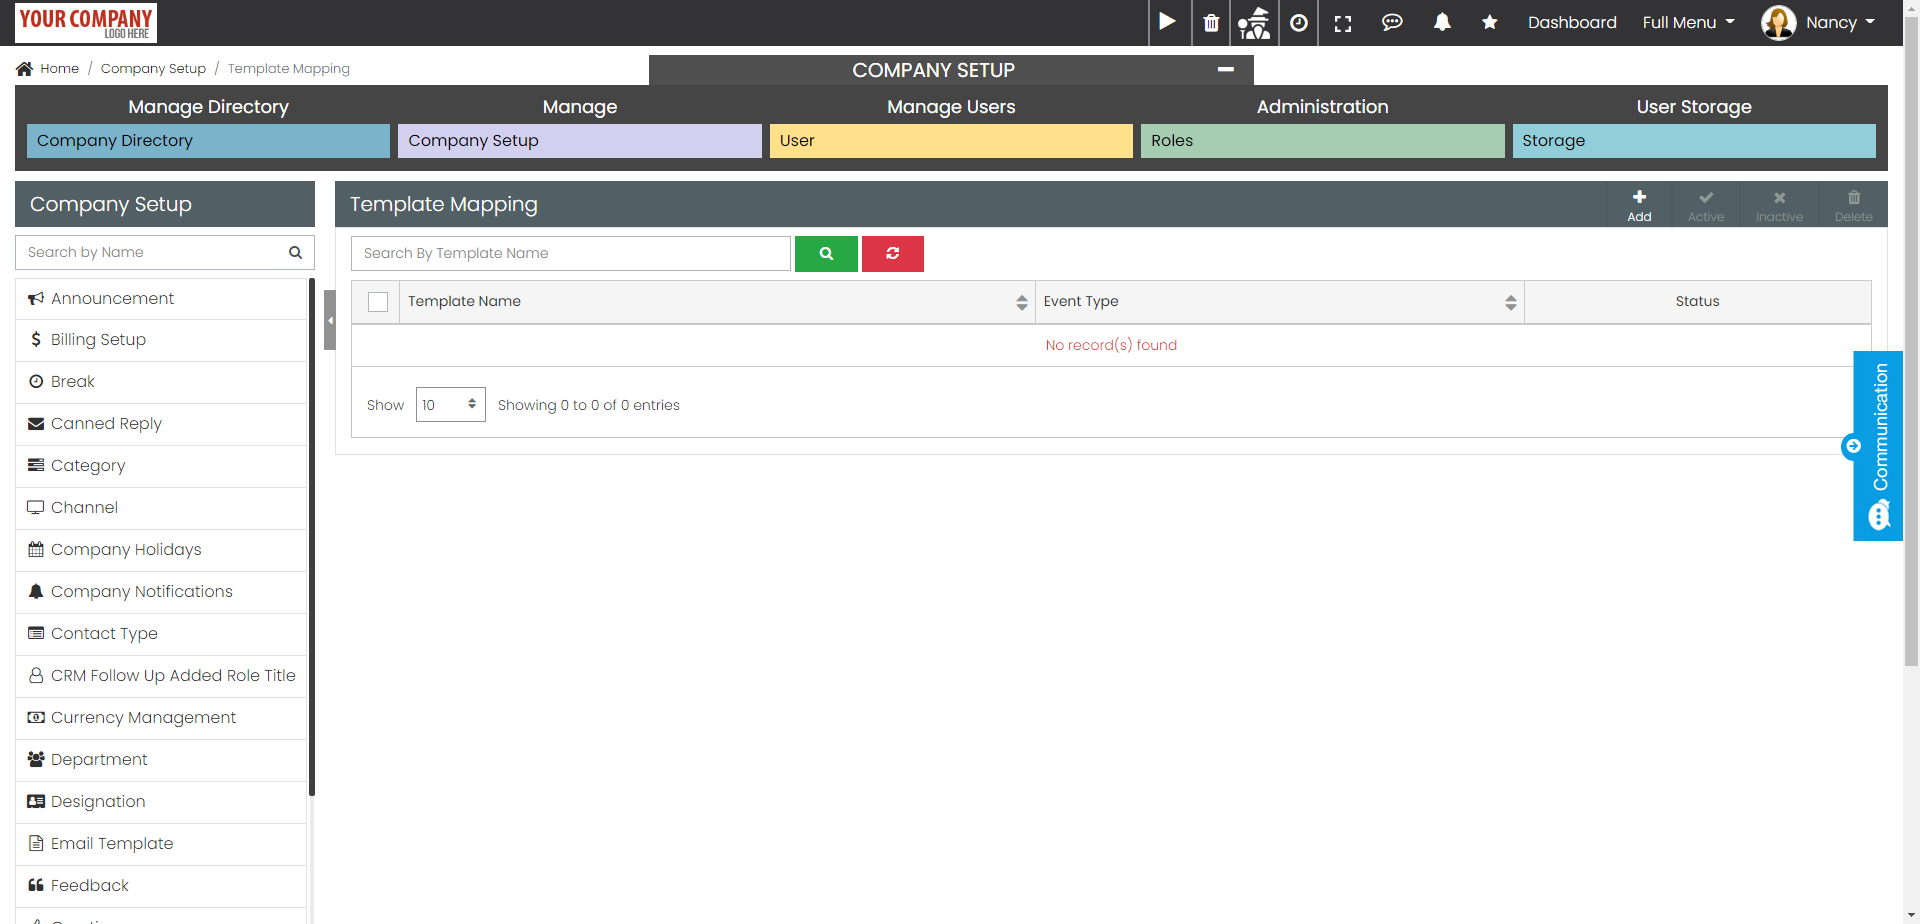 YOUR COMPANY
LOGO HERE
Dashboard
Full Menu
Nancy
Home / Company Setup / Template Mapping
COMPANY SETUP
Manage Directory
Manage
Manage Users
Administration
User Storage
Company Directory
Company Setup
User
Roles
Storage
Company Setup
Search by Name
Announcement
Billing Setup
Break
Canned Reply
Category
Channel
Company Holidays
Company Notifications
Contact Type
CRM Follow Up Added Role Title
Currency Management
Department
Designation
Email Template
Feedback
Template Mapping
Add
Active
Inactive
Delete
Search By Template Name
Template Name
Event Type
Status
No record(s) found
Show 10 Showing 0 to 0 of 0 entries
Communication